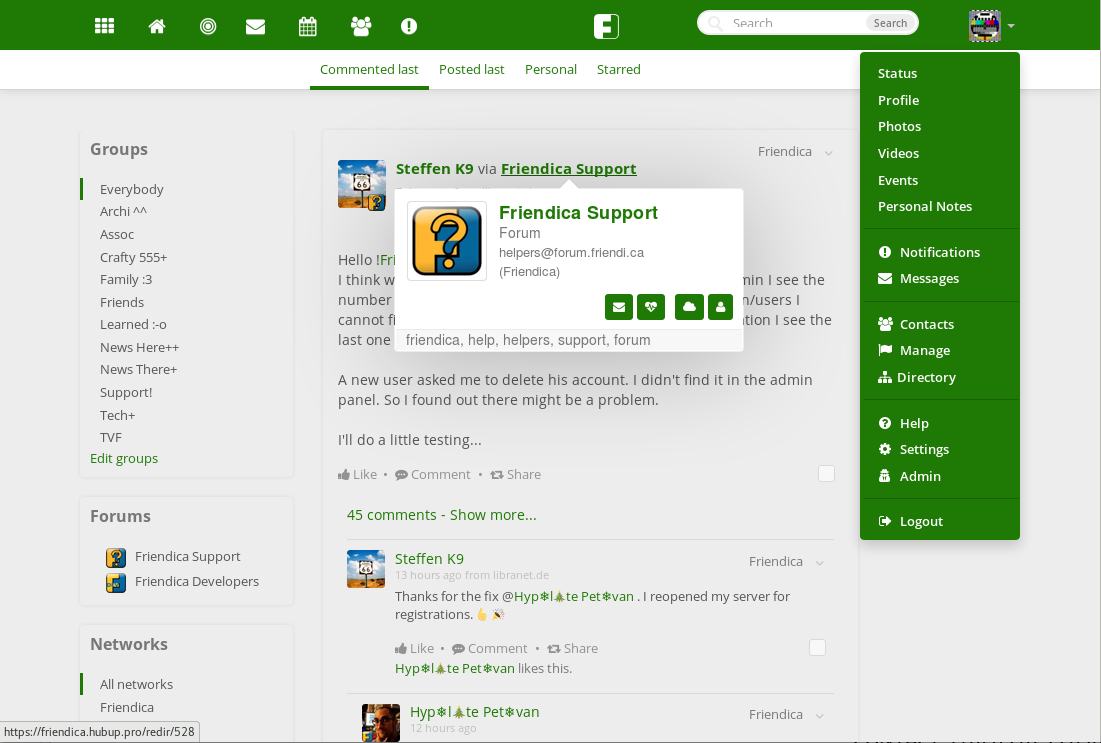 Search
Search
Commented last
Posted last
Personal
Starred
Status
Profile
Photos
Videos
Events
Personal Notes
Notifications
Messages
Contacts
Manage
Directory
Help
Settings
Admin
Logout
Groups
Everybody
Archi ^^
Assoc
Crafty 555+
Family :3
Friends
Learned :-o
News Here++
News There+
Support!
Tech+
TVF
Edit groups
Forums
Friendica Support
Friendica Developers
Networks
All networks
Friendica
Friendica
Steffen K9 via Friendica Support
Friendica Support
Forum
helpers@forum.friendi.ca
(Friendica)
friendica, help, helpers, support, forum
Hello !Fri
I think w min I see the
number n/users I
cannot fi ation I see the
last one
A new user asked me to delete his account. I didn't find it in the admin
panel. So I found out there might be a problem.
I'll do a little testing...
Like • Comment • Share
45 comments - Show more...
Steffen K9
Friendica
13 hours ago from libranet.de
Thanks for the fix @Hyp❄l🎄te Pet❄van . I reopened my server for
registrations. 👍 🎉
Like • Comment • Share
Hyp❄l🎄te Pet❄van likes this.
Hyp❄l🎄te Pet❄van
Friendica
12 hours ago
https://friendica.hubup.pro/redir/528